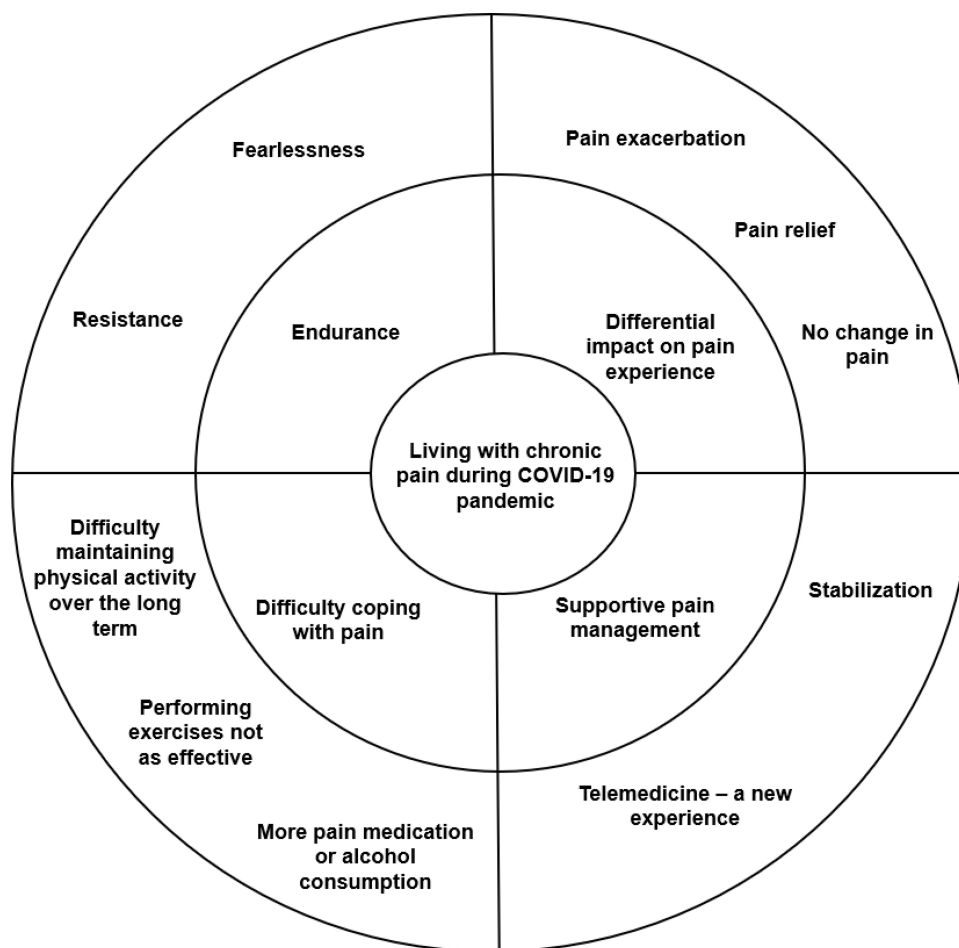 Fearlessness
Pain exacerbation
Pain relief
Resistance
Endurance
Differential
impact on pain
experience
No change in
pain
Living with chronic
pain during COVID-19
pandemic
Difficulty
maintaining
physical activity
over the long
term
Difficulty coping
with pain
Supportive pain
management
Stabilization
Performing
exercises not
as effective
Telemedicine – a new
experience
More pain medication
or alcohol
consumption